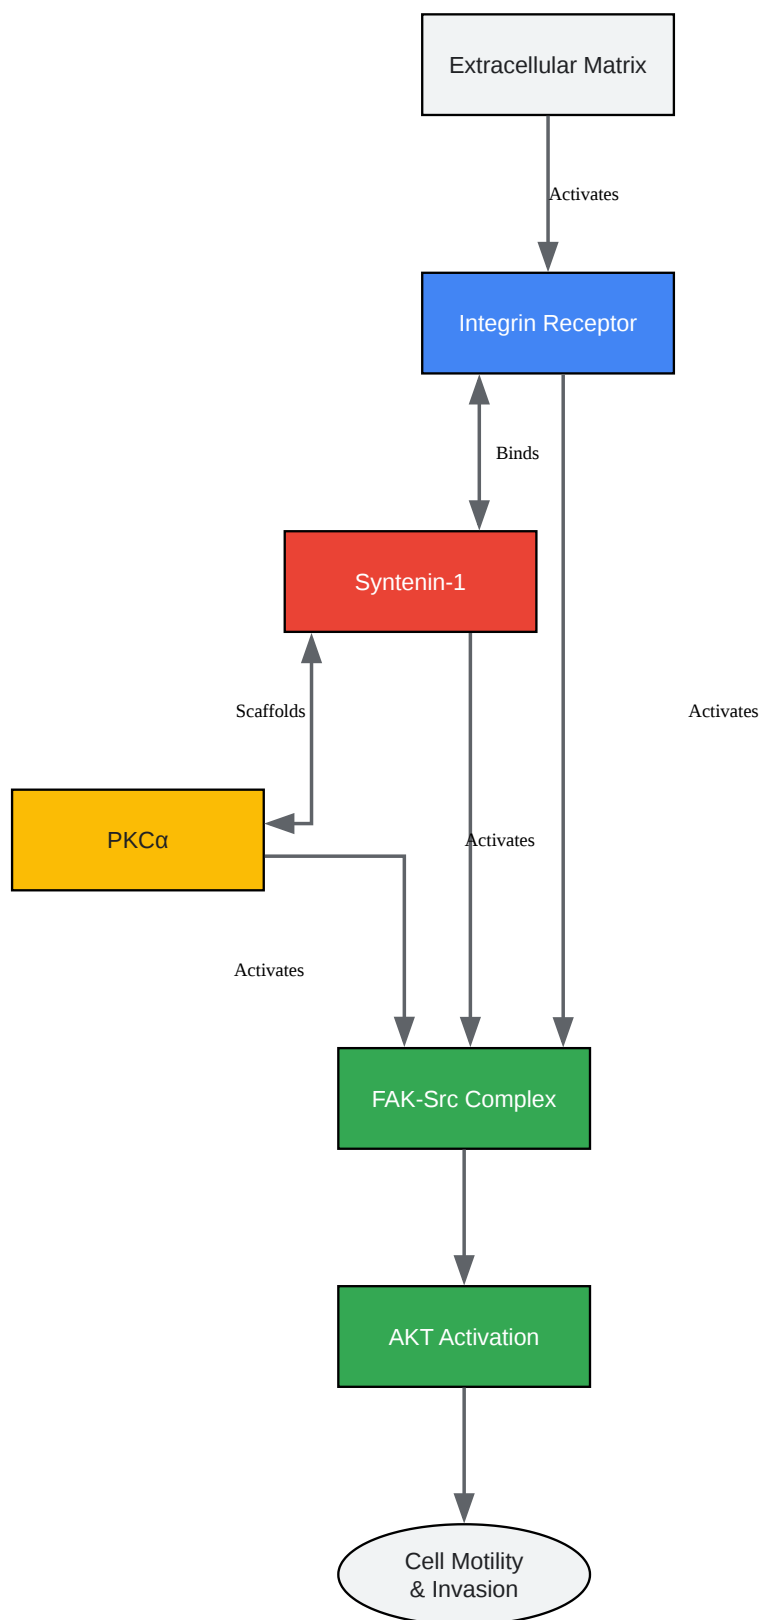 Extracellular Matrix
Activates
Integrin Receptor
Binds
Syntenin-1
Scaffolds
Activates
PKCα
Activates
Activates
FAK-Src Complex
AKT Activation
Cell Motility
& Invasion